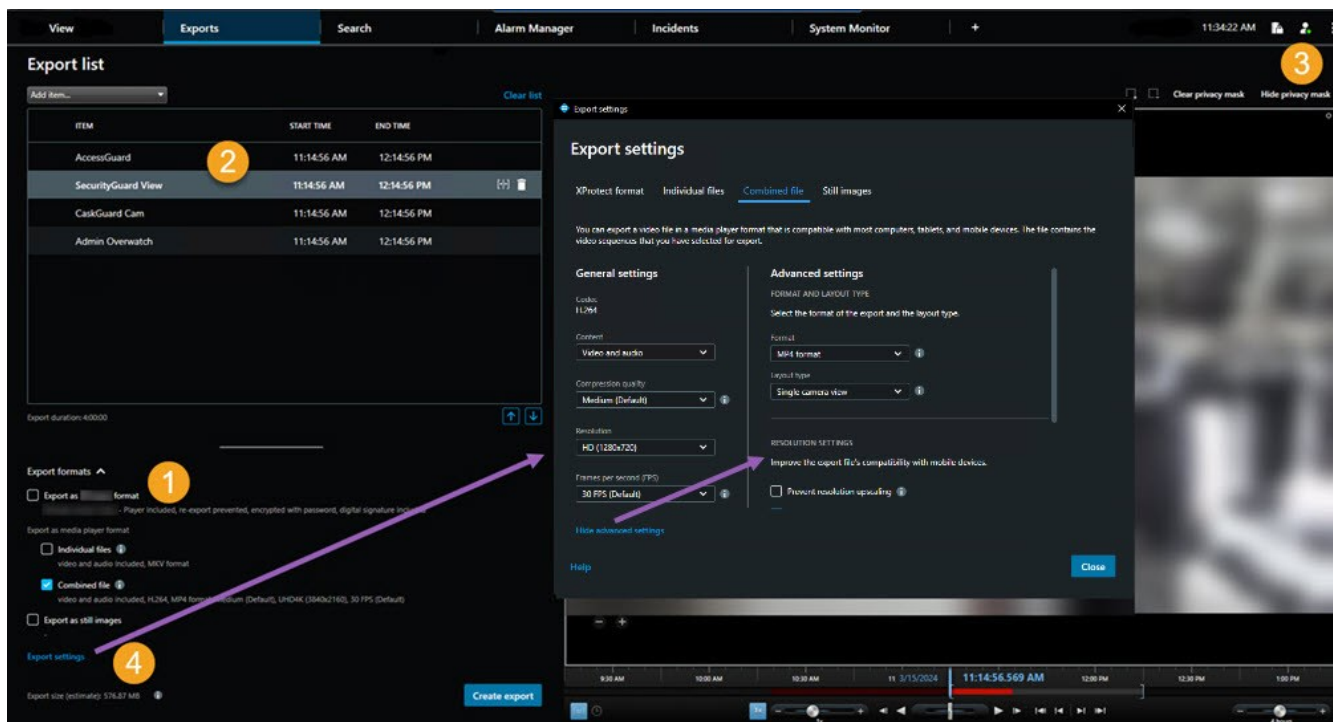 View Exports Search Alarm Manager Incidents System Monitor + 11:34:22 AM
3
Export list
Add item... Clear list
Clear privacy mask Hide privacy mask
ITEM START TIME END TIME
AccessGuard 11:14:56 AM 12:14:56 PM
2
SecurityGuard View 11:14:56 AM 12:14:56 PM
CaskGuard Cam 11:14:56 AM 12:14:56 PM
Admin Overwatch 11:14:56 AM 12:14:56 PM
Export duration: 4:00:00
Export formats
1
Export as format
- Player included, re-export prevented, encrypted with password, digital signature included
Export as media player format
Individual files
video and audio included, MKV format
Combined file
video and audio included, H.264, MP4 format, Medium (Default), UHD4K (3840x2160), 30 FPS (Default)
Export as still images
-
Export settings
4
Export size (estimate): 576.87 MB
Create export
Export settings
Export settings
XProtect format Individual files Combined file Still images
You can export a video file in a media player format that is compatible with most computers, tablets, and mobile devices. The file contains the
video sequences that you have selected for export.
General settings
Codec
H.264
Content
Video and audio
Compression quality
Medium (Default)
Resolution
HD (1280x720)
Frames per second (FPS)
30 FPS (Default)
Hide advanced settings
Advanced settings
FORMAT AND LAYOUT TYPE
Select the format of the export and the layout type.
Format
MP4 format
Layout type
Single camera view
RESOLUTION SETTINGS
Improve the export file's compatibility with mobile devices.
Prevent resolution upscaling
Help Close
9:30 AM 10:00 AM 10:30 AM 11 3/15/2024 11:14:56.569 AM 12:00 PM 12:30 PM 1:00 PM